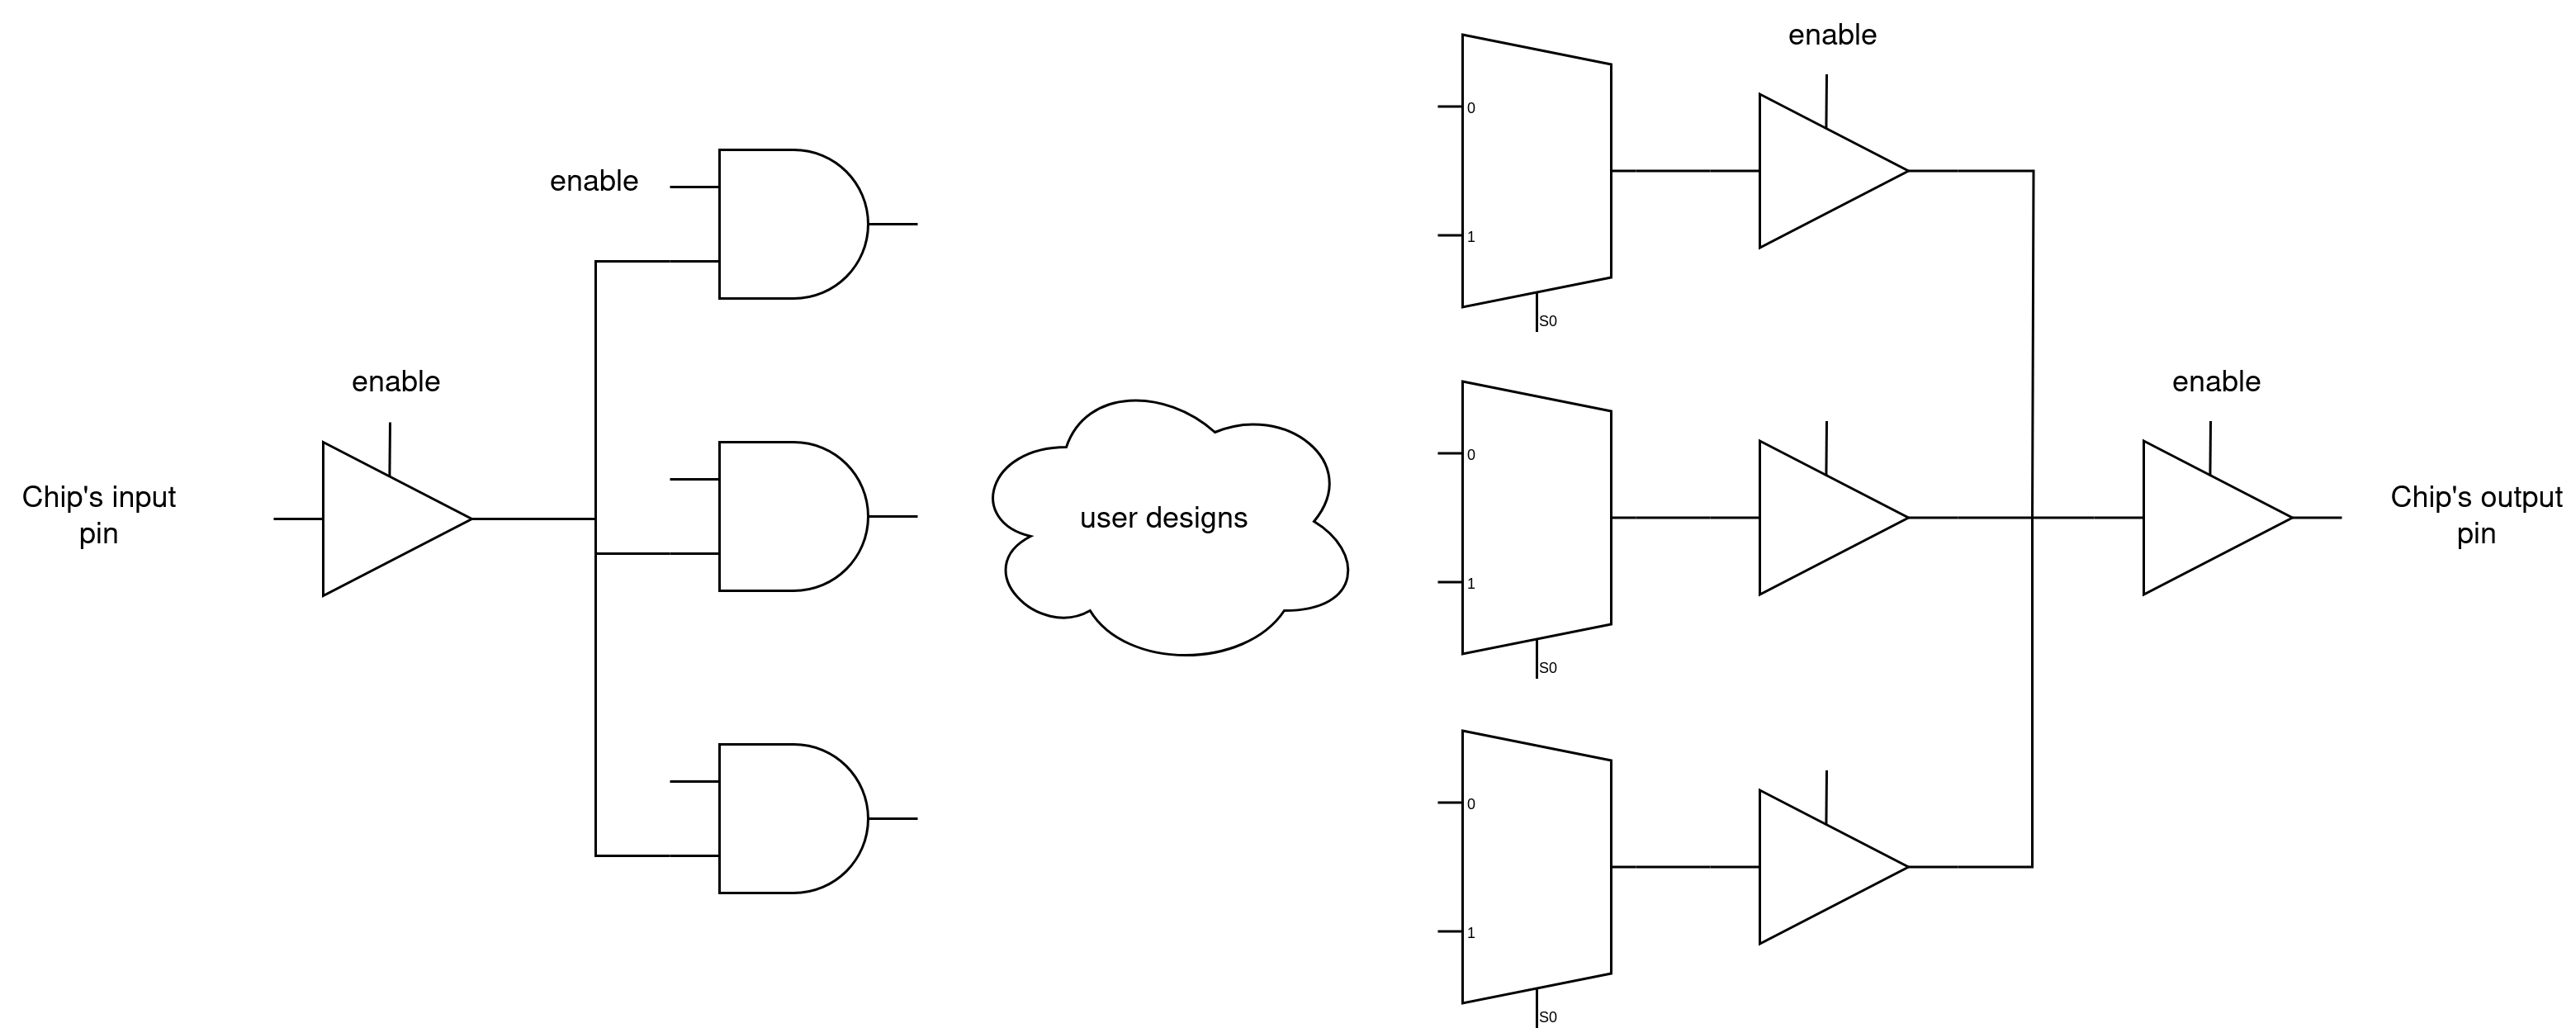 enable
0
enable
1
S0
enable
enable
0
Chip's input
pin
user designs
Chip's output
pin
1
S0
0
1
S0